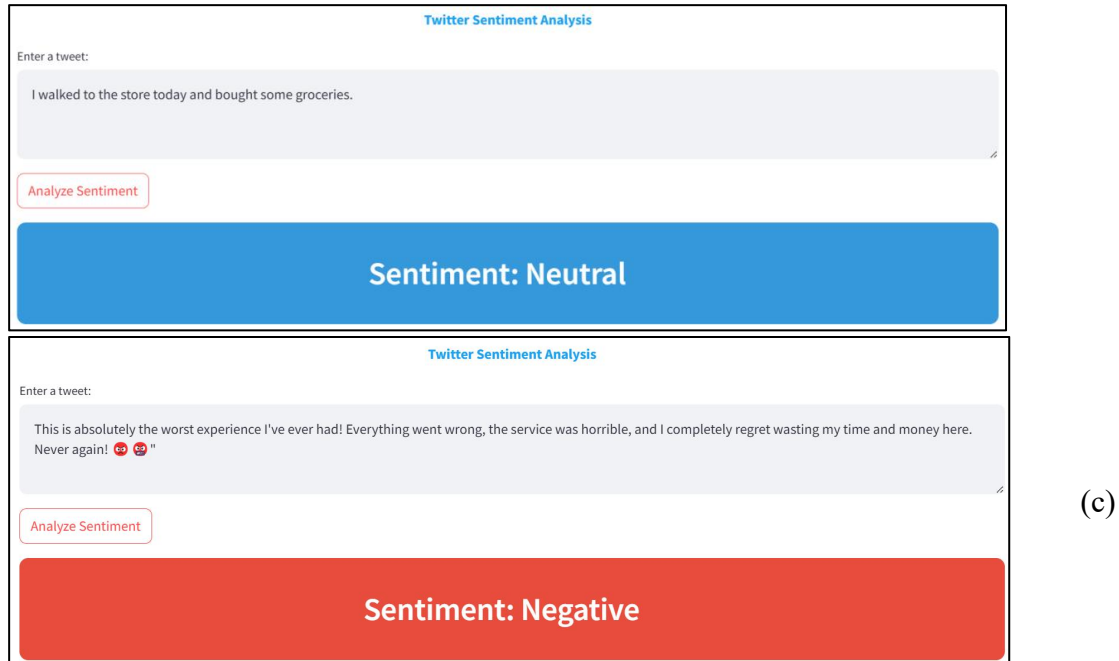 Twitter Sentiment Analysis
Enter a tweet:
I walked to the store today and bought some groceries.
Analyze Sentiment
Sentiment: Neutral
Twitter Sentiment Analysis
Enter a tweet:
This is absolutely the worst experience I've ever had! Everything went wrong, the service was horrible, and I completely regret wasting my time and money here.
Never again! 😡 🤬 "
(c)
Analyze Sentiment
Sentiment: Negative